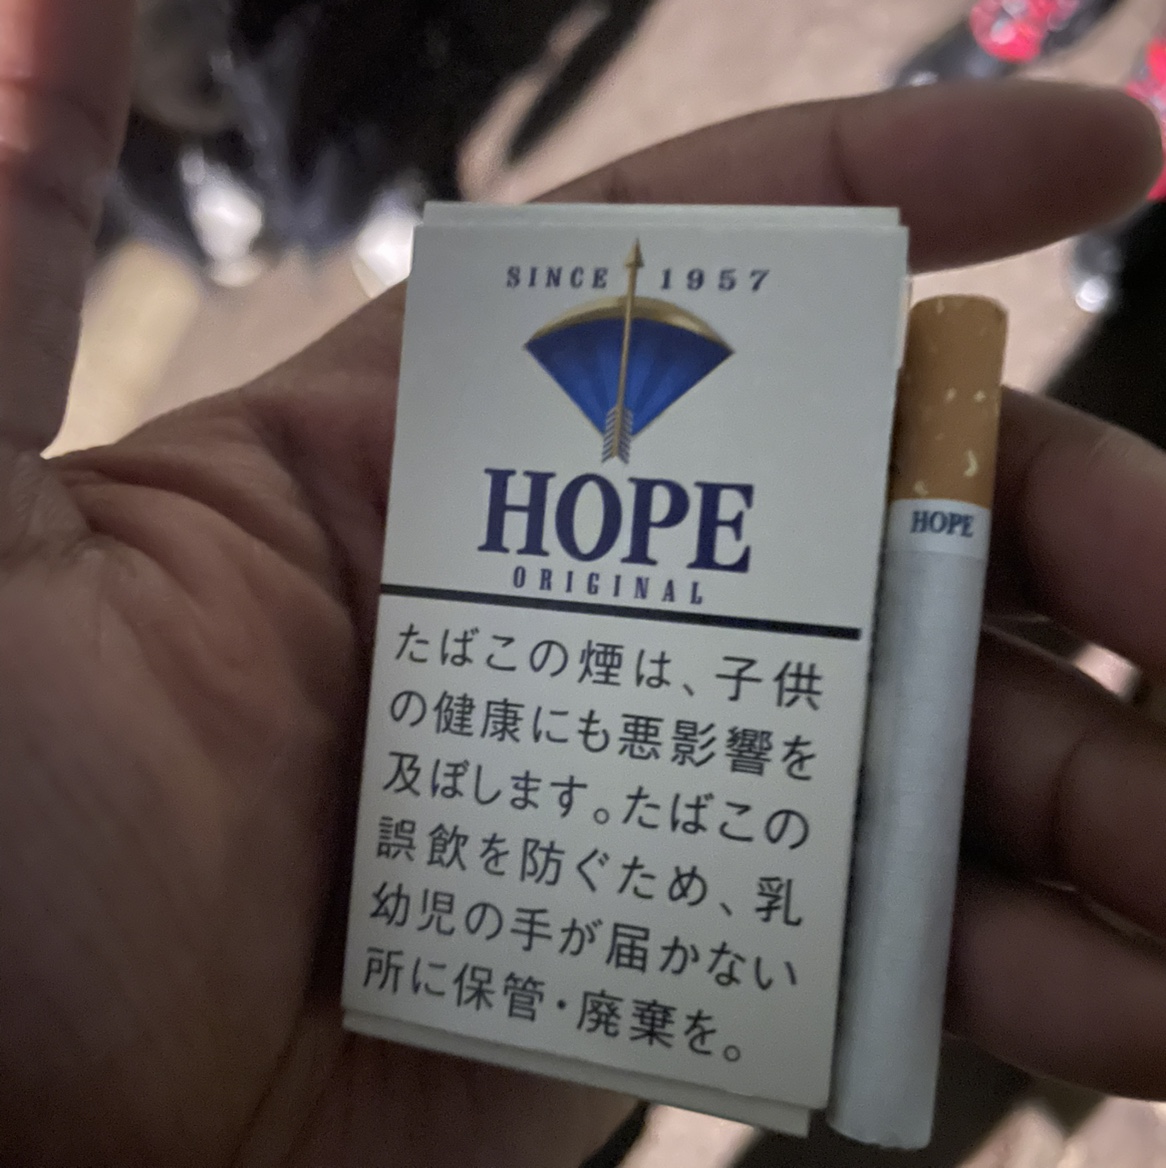 SINCE 1957
HOPE
ORIGINAL
たばこの煙は、子供
の健康にも悪影響を
及ぼします。たばこの
誤飲を防ぐため、乳
幼児の手が届かない
所に保管・廃棄を。
HOPE